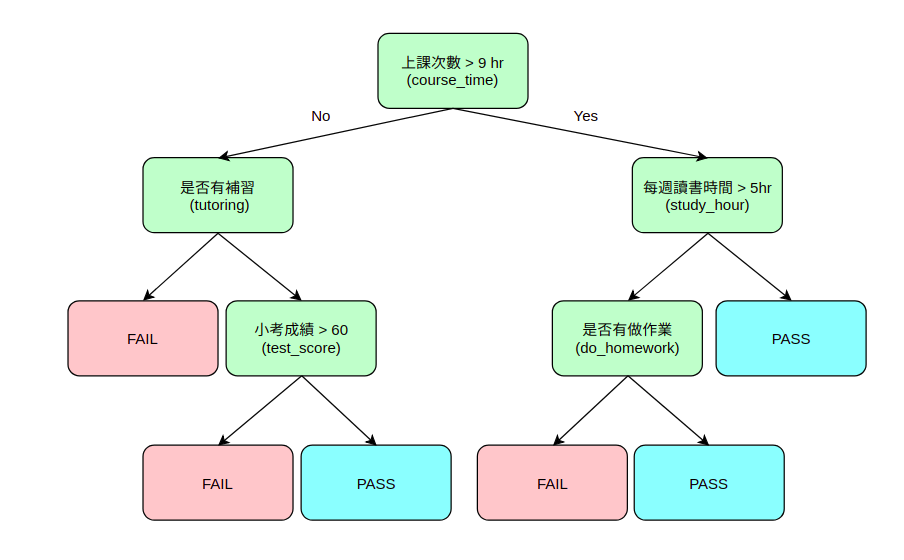 上課次數 > 9 hr
(course_time)
No
Yes
是否有補習
(tutoring)
每週讀書時間 > 5hr
(study_hour)
FAIL
小考成績 > 60
(test_score)
是否有做作業
(do_homework)
PASS
FAIL
PASS
FAIL
PASS